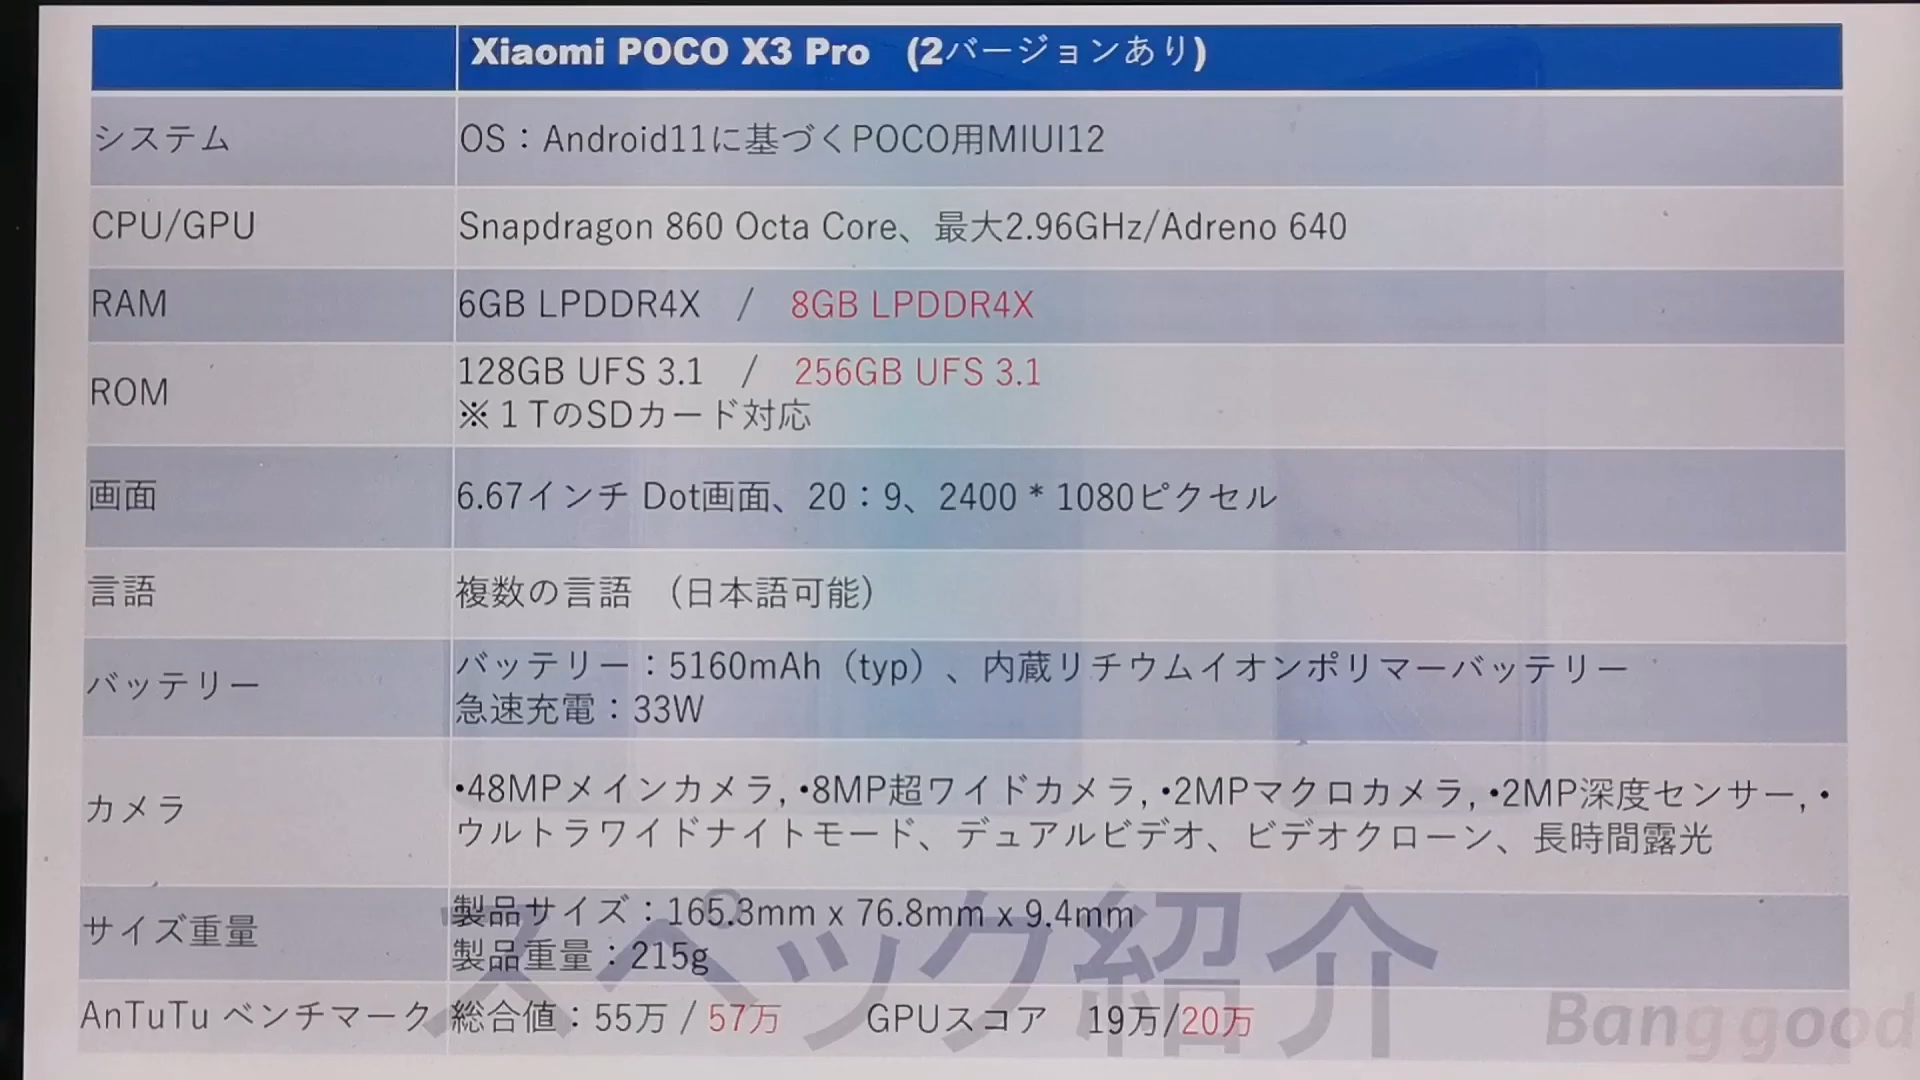 Xiaomi POCO X3 Pro (2バージョンあり)
システム
OS：Android11に基づくPOCO用MIUI12
CPU/GPU
Snapdragon 860 Octa Core、最大2.96GHz/Adreno 640
RAM
6GB LPDDR4X / 8GB LPDDR4X
ROM
128GB UFS 3.1 / 256GB UFS 3.1
※１TのSDカード対応
画面
6.67インチ Dot画面、20：9、2400 * 1080ピクセル
言語
複数の言語 （日本語可能）
バッテリー
バッテリー：5160mAh（typ）、内蔵リチウムイオンポリマーバッテリー
急速充電：33W
カメラ
•48MPメインカメラ, •8MP超ワイドカメラ, •2MPマクロカメラ, •2MP深度センサー, •
ウルトラワイドナイトモード、デュアルビデオ、ビデオクローン、長時間露光
サイズ重量
製品サイズ：165.3mm x 76.8mm x 9.4mm
製品重量：215g
スペック紹介
AnTuTu ベンチマーク
総合値：55万 / 57万 GPUスコア 19万/20万
Banggood